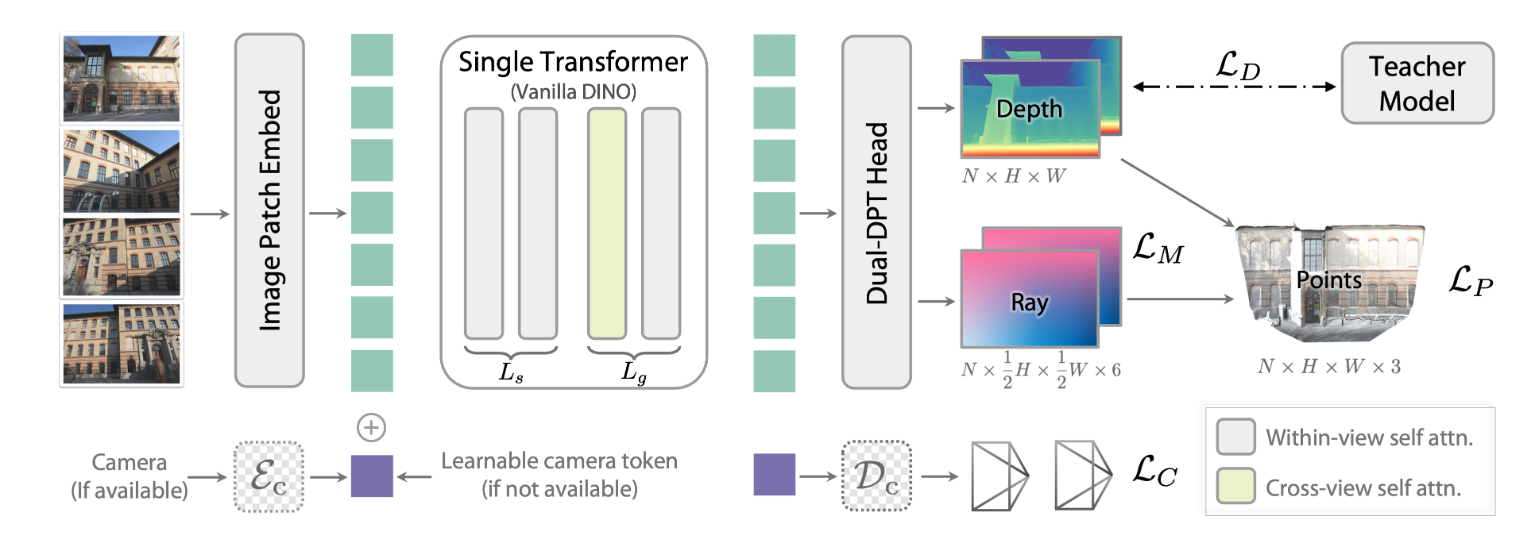 Image Patch Embed
Single Transformer
(Vanilla DINO)
L_s
L_g
Dual-DPT Head
Depth
N × H × W
ℒ_D
Teacher
Model
Ray
ℒ_M
N × 1/2 H × 1/2 W × 6
Points
ℒ_P
N × H × W × 3
+
Camera
(If available)
ℰ_C
Learnable camera token
(if not available)
𝒟_C
ℒ_C
Within-view self attn.
Cross-view self attn.